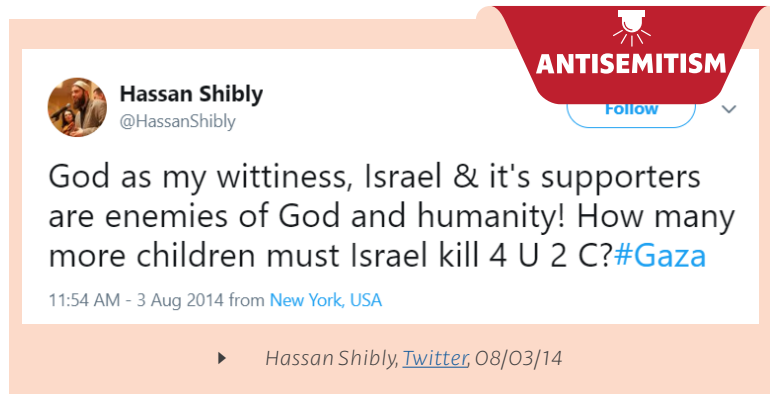 ANTISEMITISM
Hassan Shibly
@HassanShibly
Follow
God as my wittiness, Israel & it's supporters
are enemies of God and humanity! How many
more children must Israel kill 4 U 2 C?#Gaza
11:54 AM - 3 Aug 2014 from New York, USA
Hassan Shibly, Twitter, 08/03/14